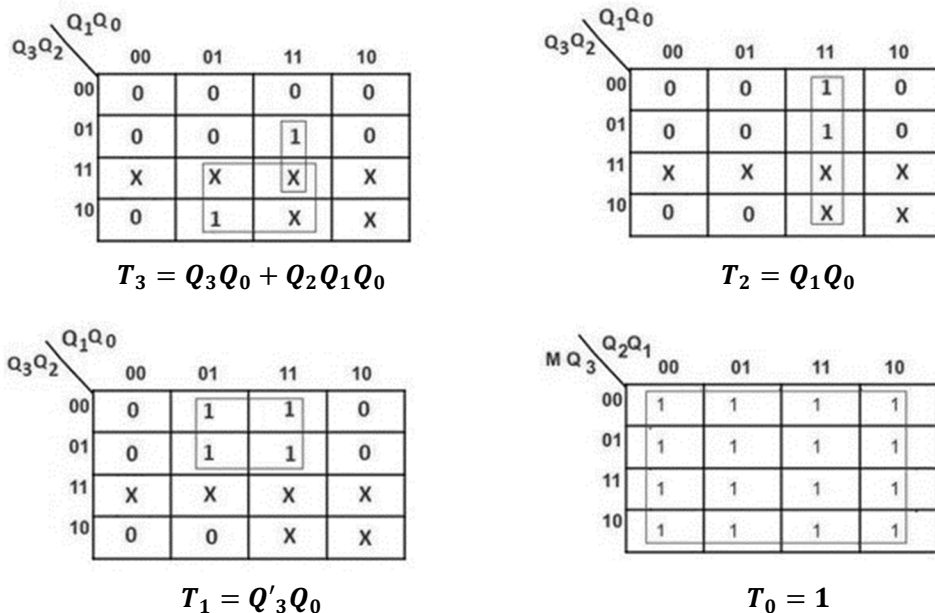 Q₁Q₀
Q₃Q₂ 00 01 11 10
00 0 0 0 0
01 0 0 1 0
11 X X X X
10 0 1 X X
T₃ = Q₃Q₀ + Q₂Q₁Q₀
Q₁Q₀
Q₃Q₂ 00 01 11 10
00 0 0 1 0
01 0 0 1 0
11 X X X X
10 0 0 X X
T₂ = Q₁Q₀
Q₁Q₀
Q₃Q₂ 00 01 11 10
00 0 1 1 0
01 0 1 1 0
11 X X X X
10 0 0 X X
T₁ = Q'₃Q₀
Q₂Q₁
M Q₃ 00 01 11 10
00 1 1 1 1
01 1 1 1 1
11 1 1 1 1
10 1 1 1 1
T₀ = 1